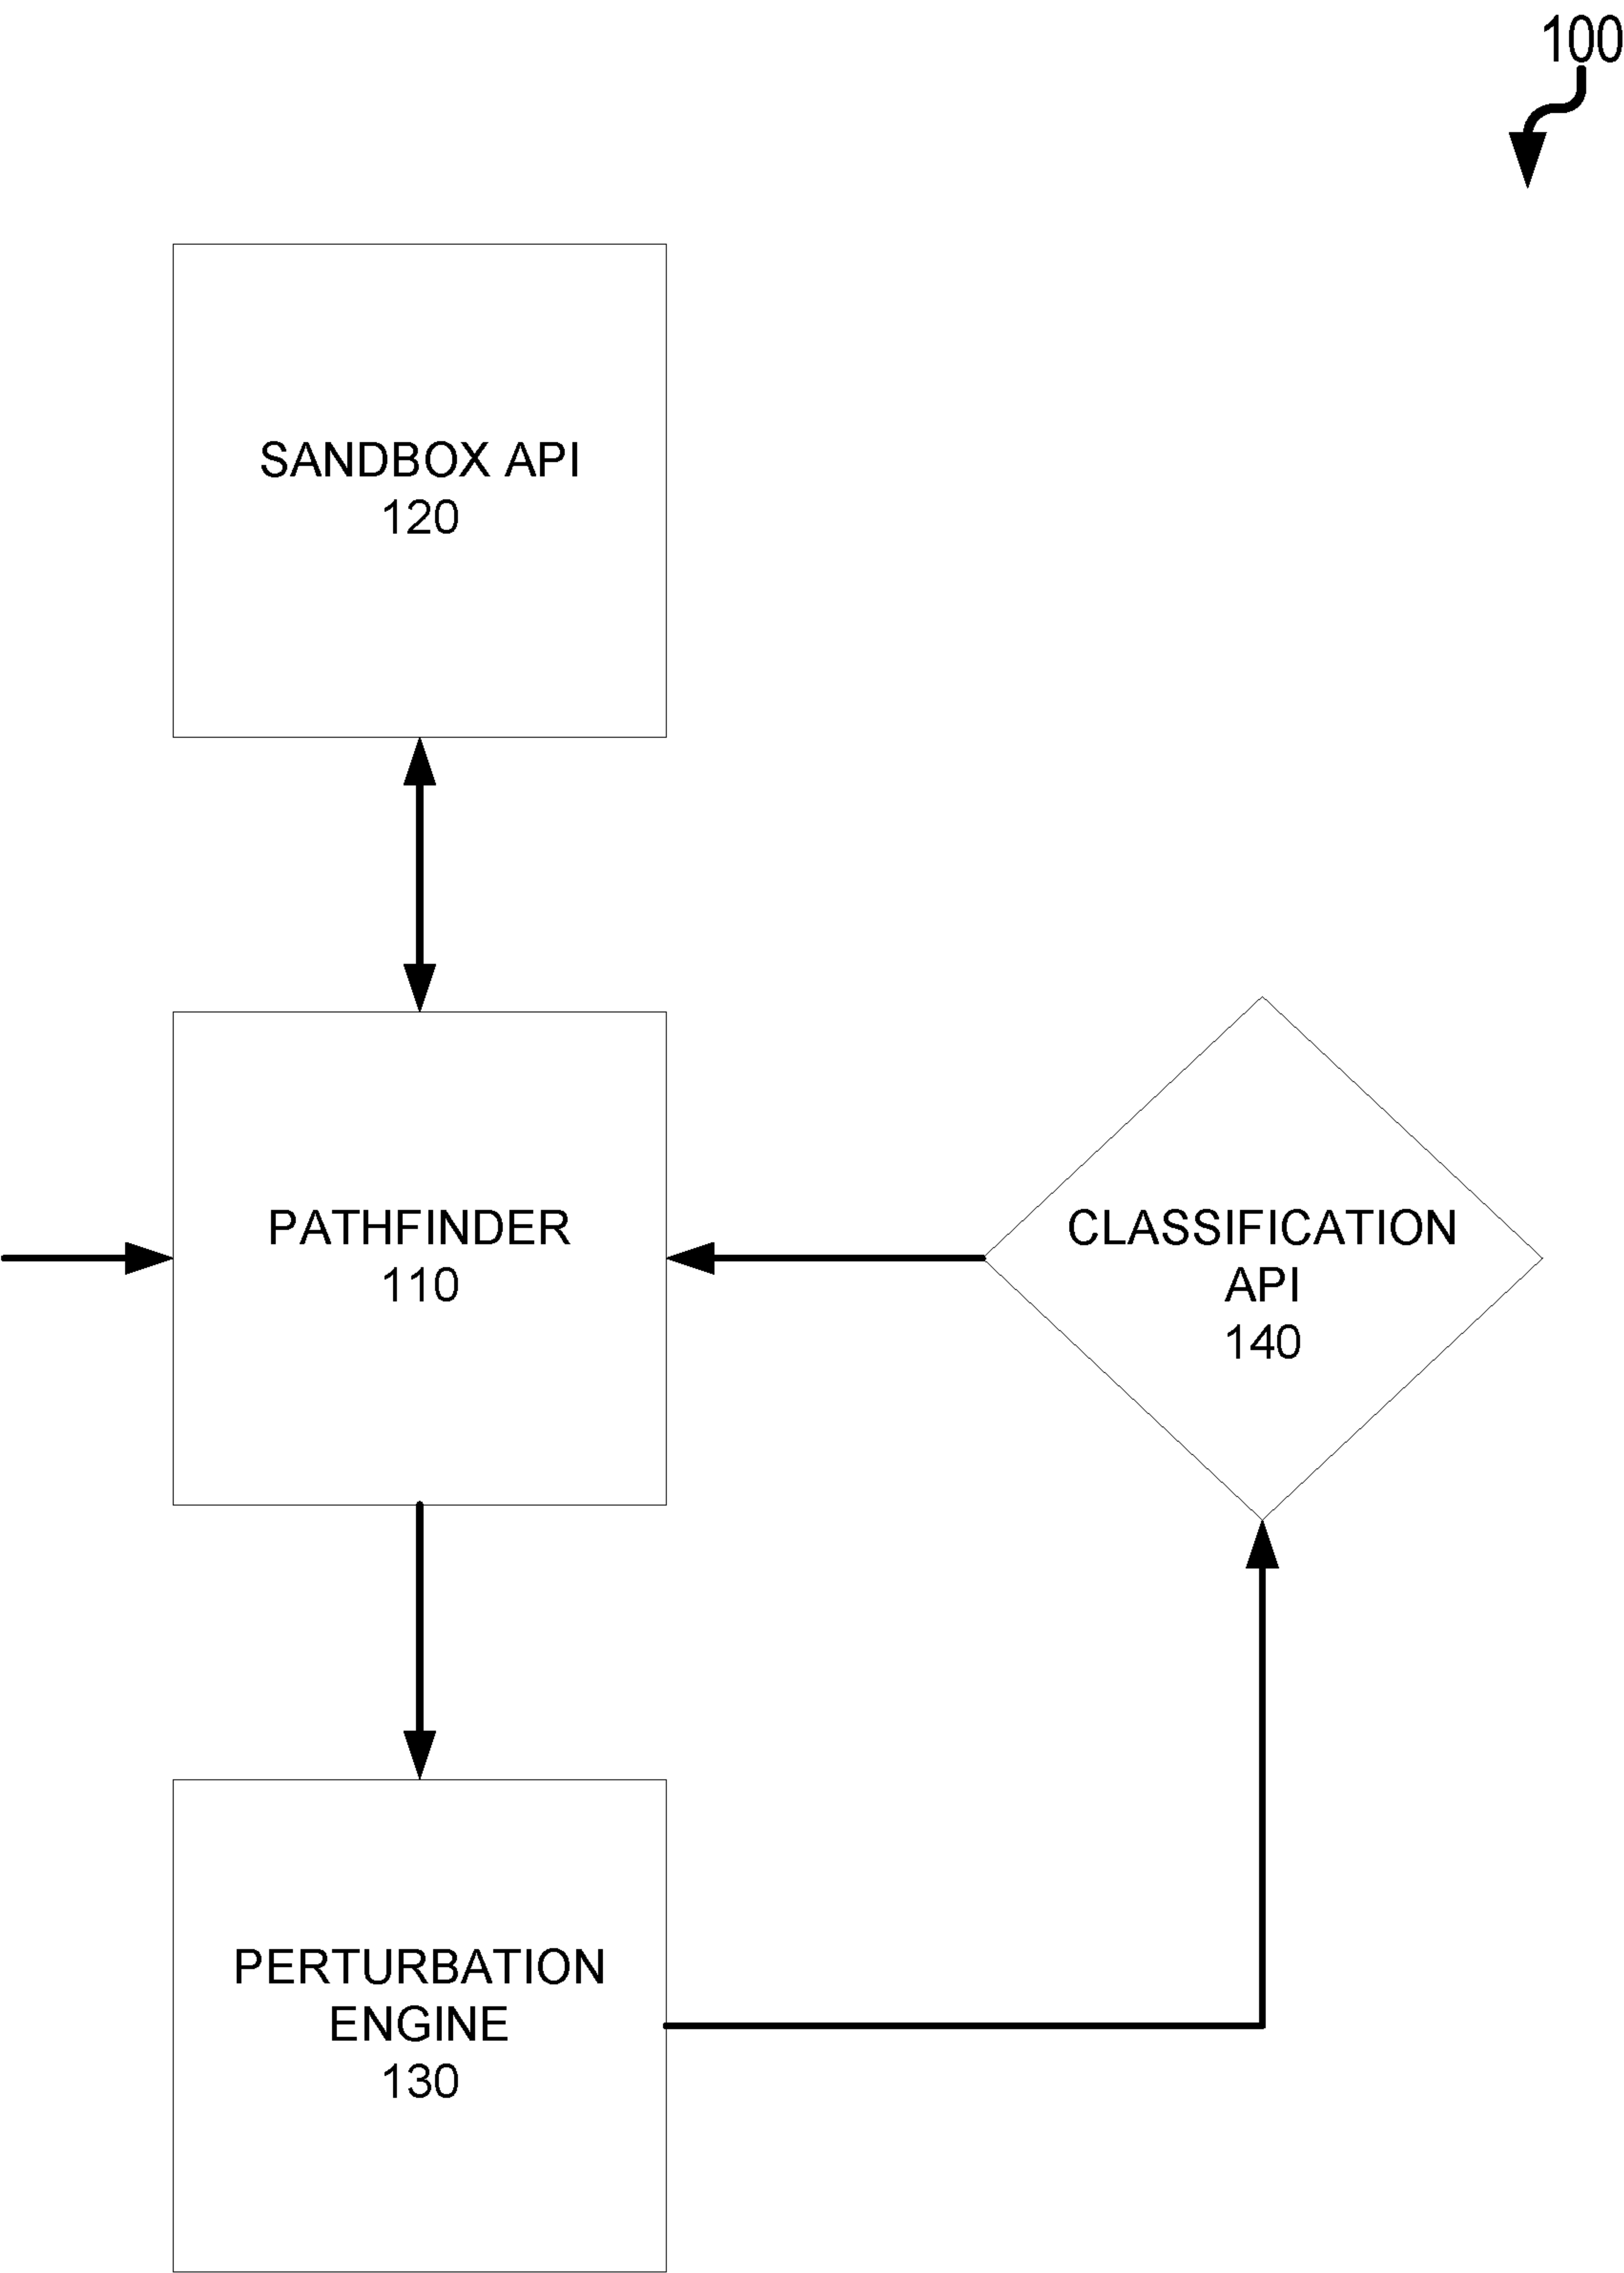 100
SANDBOX API
120
PATHFINDER
110
CLASSIFICATION
API
140
PERTURBATION
ENGINE
130